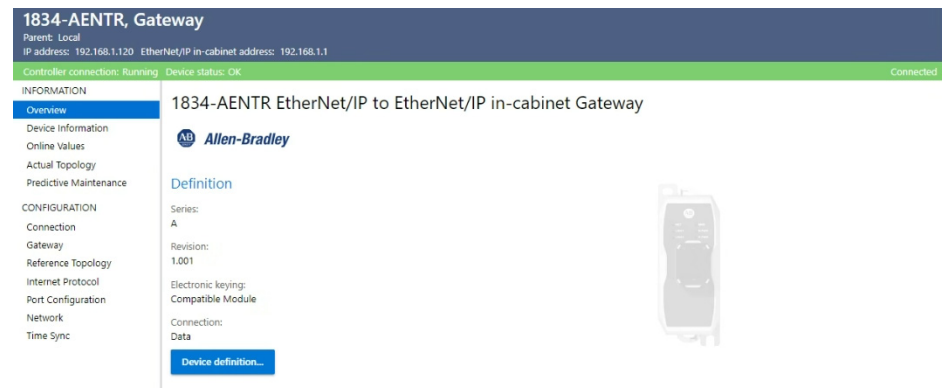 1834-AENTR, Gateway
Parent: Local
IP address: 192.168.1.120 EtherNet/IP in-cabinet address: 192.168.1.1
Controller connection: Running Device status: OK Connected
INFORMATION
Overview
Device Information
Online Values
Actual Topology
Predictive Maintenance
CONFIGURATION
Connection
Gateway
Reference Topology
Internet Protocol
Port Configuration
Network
Time Sync
1834-AENTR EtherNet/IP to EtherNet/IP in-cabinet Gateway
AB Allen-Bradley
Definition
Series:
A
Revision:
1.001
Electronic keying:
Compatible Module
Connection:
Data
Device definition...